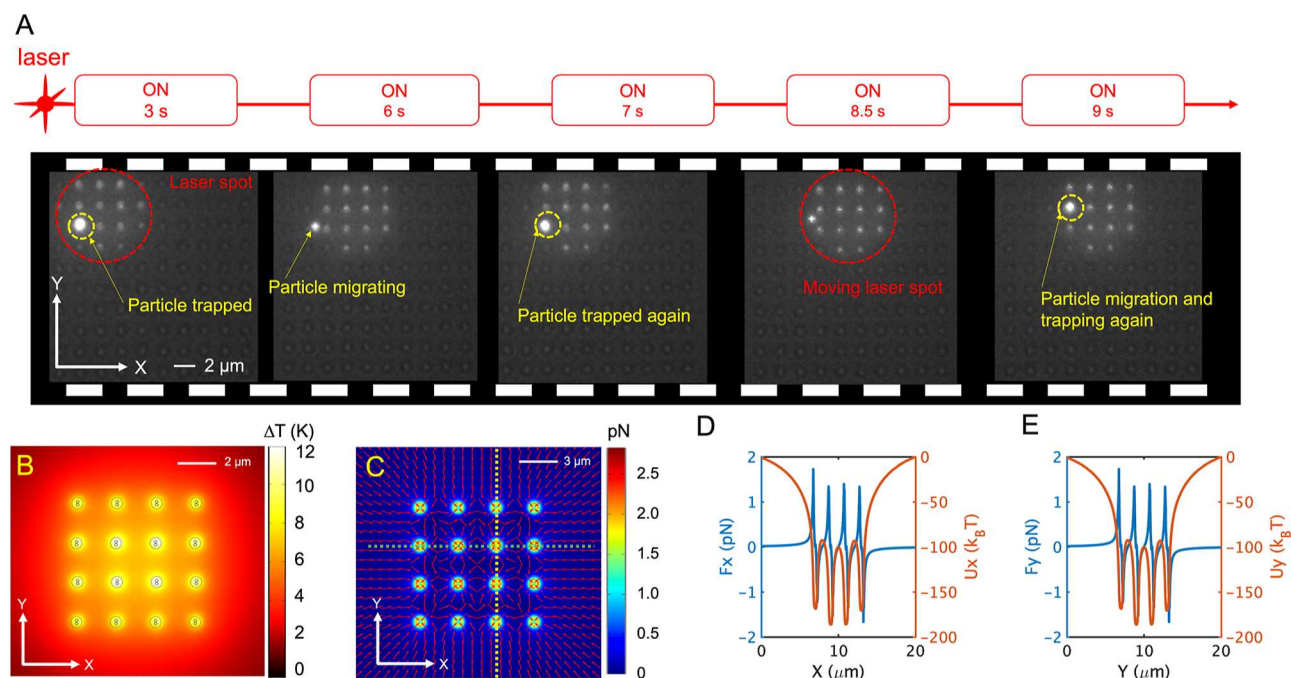 A
laser
ON
3 s
ON
6 s
ON
7 s
ON
8.5 s
ON
9 s
Laser spot
Y
X
2 µm
Particle trapped
Particle migrating
Particle trapped again
Moving laser spot
Particle migration and
trapping again
B
2 µm
Y
X
ΔT (K)
12
10
8
6
4
2
0
C
3 µm
Y
X
pN
2.5
2.0
1.5
1.0
0.5
0
D
Fx (pN)
2
1
0
-1
-2
0
10
20
X (µm)
0
-50
-100
-150
-200
Ux (kBT)
E
Fy (pN)
2
1
0
-1
-2
0
10
20
Y (µm)
0
-50
-100
-150
-200
Uy (kBT)